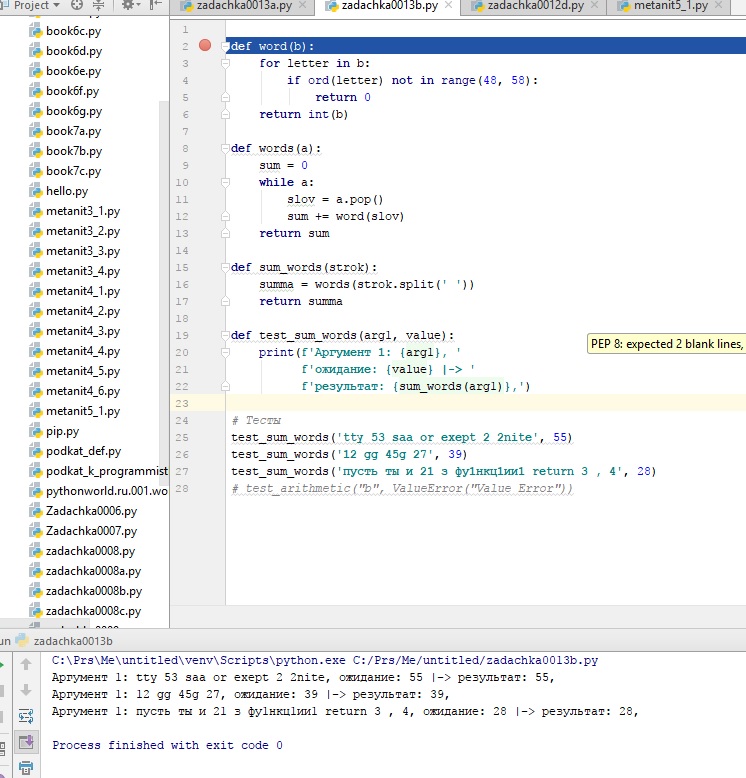 Project
zadachka0013a.py
zadachka0013b.py
zadachka0012d.py
metanit5_1.py
book6c.py
book6d.py
book6e.py
book6f.py
book6g.py
book7a.py
book7b.py
book7c.py
hello.py
metanit3_1.py
metanit3_2.py
metanit3_3.py
metanit3_4.py
metanit4_1.py
metanit4_2.py
metanit4_3.py
metanit4_4.py
metanit4_5.py
metanit4_6.py
metanit5_1.py
pip.py
podkat_def.py
podkat_k_programmist
pythonworld.ru.001.wo
Zadachka0006.py
Zadachka0007.py
zadachka0008.py
zadachka0008a.py
zadachka0008b.py
zadachka0008c.py
1
2 def word(b):
3 for letter in b:
4 if ord(letter) not in range(48, 58):
5 return 0
6 return int(b)
7
8 def words(a):
9 sum = 0
10 while a:
11 slov = a.pop()
12 sum += word(slov)
13 return sum
14
15 def sum_words(strok):
16 summa = words(strok.split(' '))
17 return summa
18
19 def test_sum_words(arg1, value):
20 print(f'Аргумент 1: {arg1}, '
21 f'ожидание: {value} |-> '
22 f'результат: {sum_words(arg1)},')
23
24 # Тесты
25 test_sum_words('tty 53 saa or exept 2 2nite', 55)
26 test_sum_words('12 gg 45g 27', 39)
27 test_sum_words('пусть ты и 21 з фу1нкц1ии1 return 3 , 4', 28)
28 # test_arithmetic("b", ValueError("Value Error"))
PEP 8: expected 2 blank lines,
un zadachka0013b
C:\Prs\Me\untitled\venv\Scripts\python.exe C:/Prs/Me/untitled/zadachka0013b.py
Аргумент 1: tty 53 saa or exept 2 2nite, ожидание: 55 |-> результат: 55,
Аргумент 1: 12 gg 45g 27, ожидание: 39 |-> результат: 39,
Аргумент 1: пусть ты и 21 з фу1нкц1ии1 return 3 , 4, ожидание: 28 |-> результат: 28,
Process finished with exit code 0